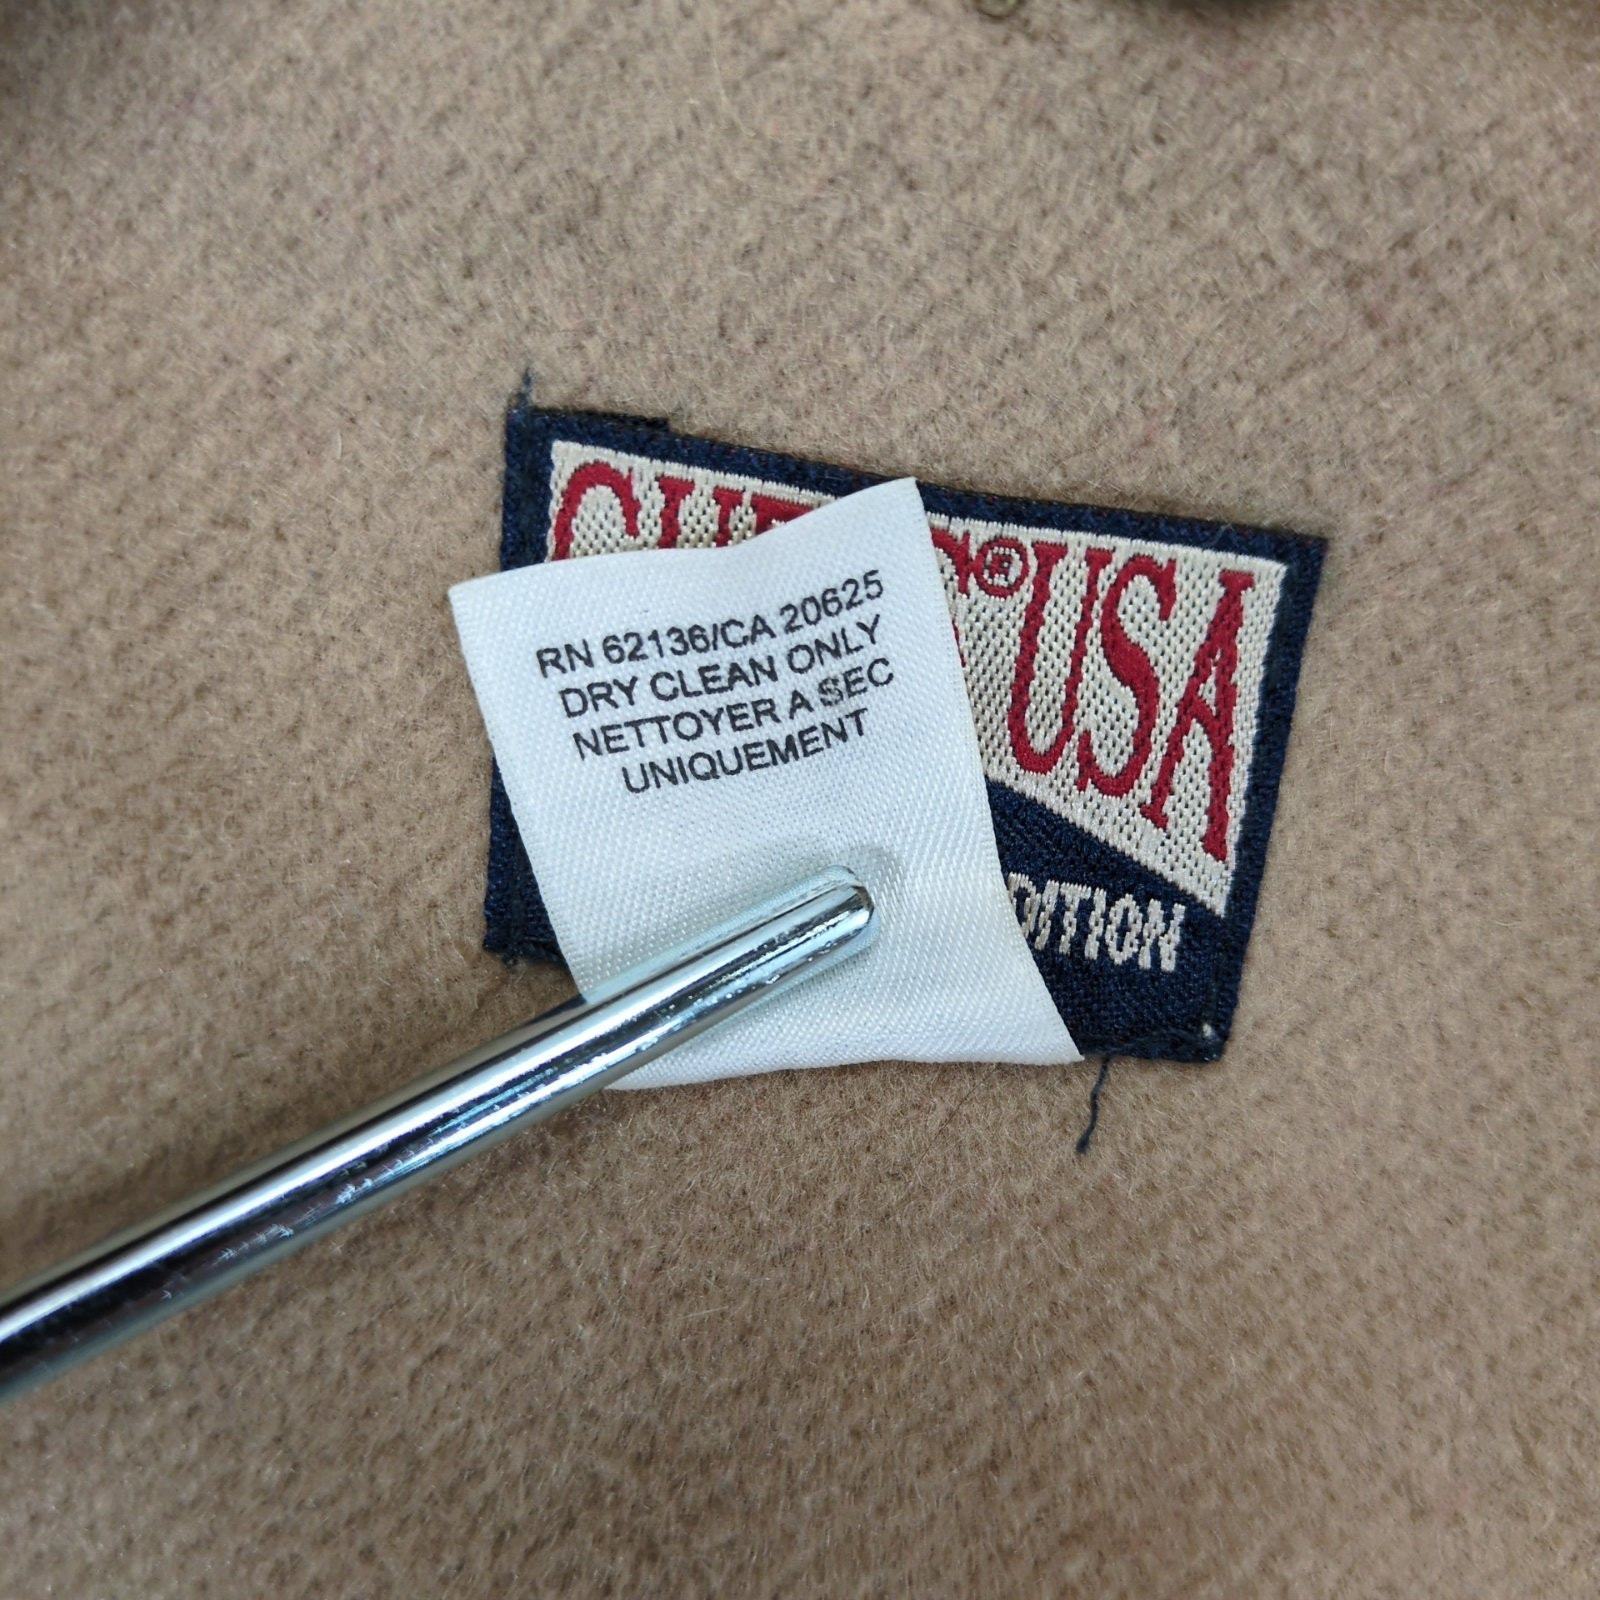 RN 62136/CA 20625
DRY CLEAN ONLY
NETTOYER A SEC
UNIQUEMENT
® USA